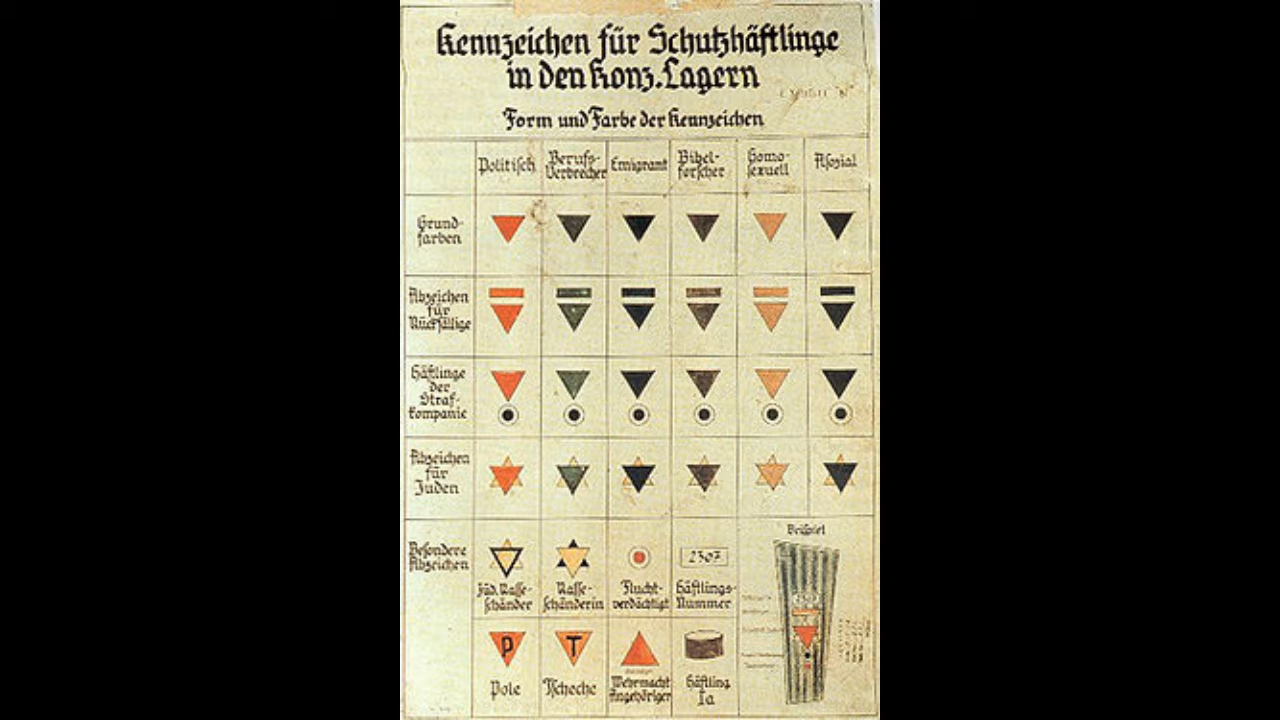 Kennzeichen für Schutzhäftlinge
in den Konz.Lagern
Form und Farbe der Kennzeichen
Politisch
Berufs-
Verbrecher
Emigrant
Bibel-
forscher
Homo-
sexuell
Asozial
Grund-
farben
Abzeichen
für
Rückfällige
Häftlinge
der
Straf-
kompanie
Abzeichen
für
Juden
Besondere
Abzeichen
Jüd. Rasse-
schänder
Rasse-
schänderin
Flucht-
verdächtigt
2307
Häftlings-
Nummer
Beispiel
P
Pole
T
Tscheche
Wehrmacht
Angehöriger
Häftling
Ia